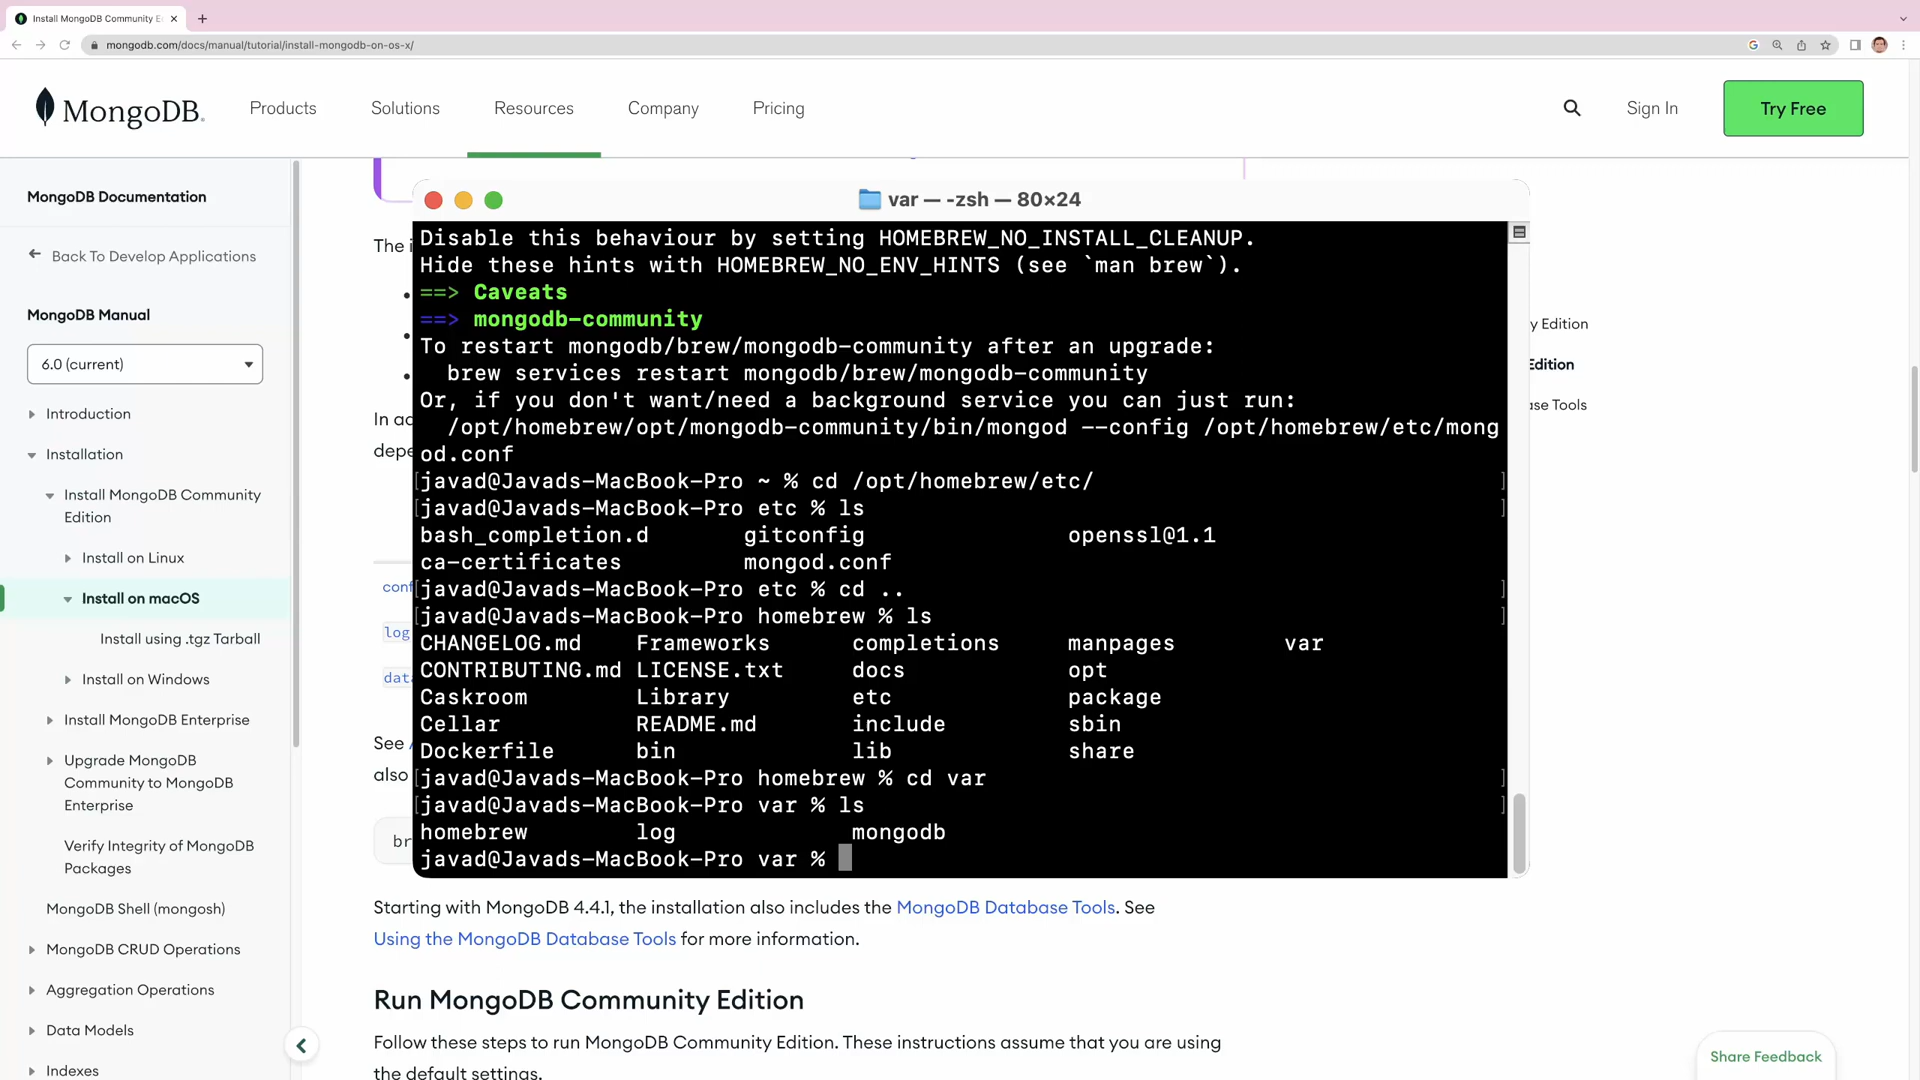 Install MongoDB Community E
mongodb.com/docs/manual/tutorial/install-mongodb-on-os-x/
MongoDB.
Products
Solutions
Resources
Company
Pricing
Sign In
Try Free
MongoDB Documentation
Back To Develop Applications
MongoDB Manual
6.0 (current)
Introduction
Installation
Install MongoDB Community
Edition
Install on Linux
Install on macOS
Install using .tgz Tarball
Install on Windows
Install MongoDB Enterprise
Upgrade MongoDB
Community to MongoDB
Enterprise
Verify Integrity of MongoDB
Packages
MongoDB Shell (mongosh)
MongoDB CRUD Operations
Aggregation Operations
Data Models
Indexes
The i
In ad
depe
conf
log
data
See
also
br
var — -zsh — 80×24
Disable this behaviour by setting HOMEBREW_NO_INSTALL_CLEANUP.
Hide these hints with HOMEBREW_NO_ENV_HINTS (see `man brew`).
==> Caveats
==> mongodb-community
To restart mongodb/brew/mongodb-community after an upgrade:
brew services restart mongodb/brew/mongodb-community
Or, if you don't want/need a background service you can just run:
/opt/homebrew/opt/mongodb-community/bin/mongod --config /opt/homebrew/etc/mong
od.conf
[javad@Javads-MacBook-Pro ~ % cd /opt/homebrew/etc/ ]
[javad@Javads-MacBook-Pro etc % ls ]
bash_completion.d gitconfig openssl@1.1
ca-certificates mongod.conf
[javad@Javads-MacBook-Pro etc % cd .. ]
[javad@Javads-MacBook-Pro homebrew % ls ]
CHANGELOG.md Frameworks completions manpages var
CONTRIBUTING.md LICENSE.txt docs opt
Caskroom Library etc package
Cellar README.md include sbin
Dockerfile bin lib share
[javad@Javads-MacBook-Pro homebrew % cd var ]
[javad@Javads-MacBook-Pro var % ls ]
homebrew log mongodb
javad@Javads-MacBook-Pro var %
y Edition
Edition
ase Tools
Starting with MongoDB 4.4.1, the installation also includes the MongoDB Database Tools. See
Using the MongoDB Database Tools for more information.
Run MongoDB Community Edition
Follow these steps to run MongoDB Community Edition. These instructions assume that you are using
the default settings.
Share Feedback